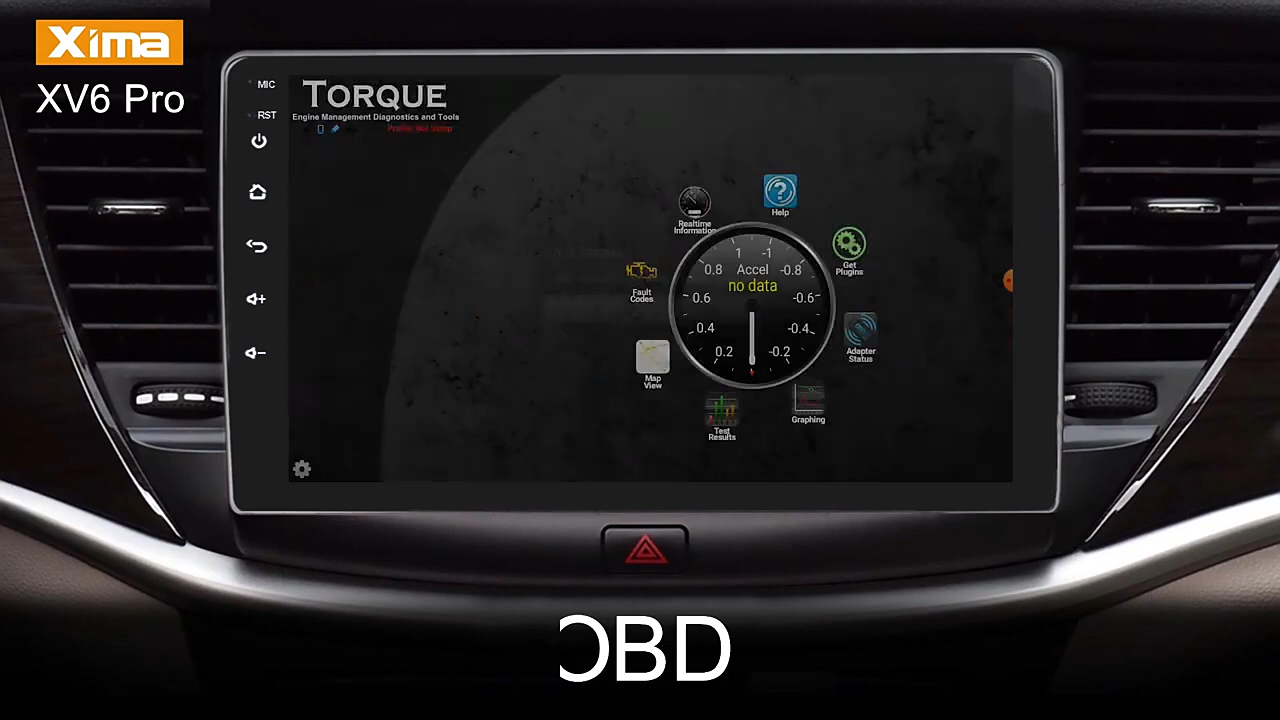 Xima
XV6 Pro
MIC
RST
TORQUE
Engine Management Diagnostics and Tools
Realtime
Information
Help
Get
Plugins
Fault
Codes
Adapter
Status
Map
View
Graphing
Test
Results
1
-1
0.8
Accel
-0.8
no data
0.6
-0.6
0.4
-0.4
0.2
-0.2
OBD